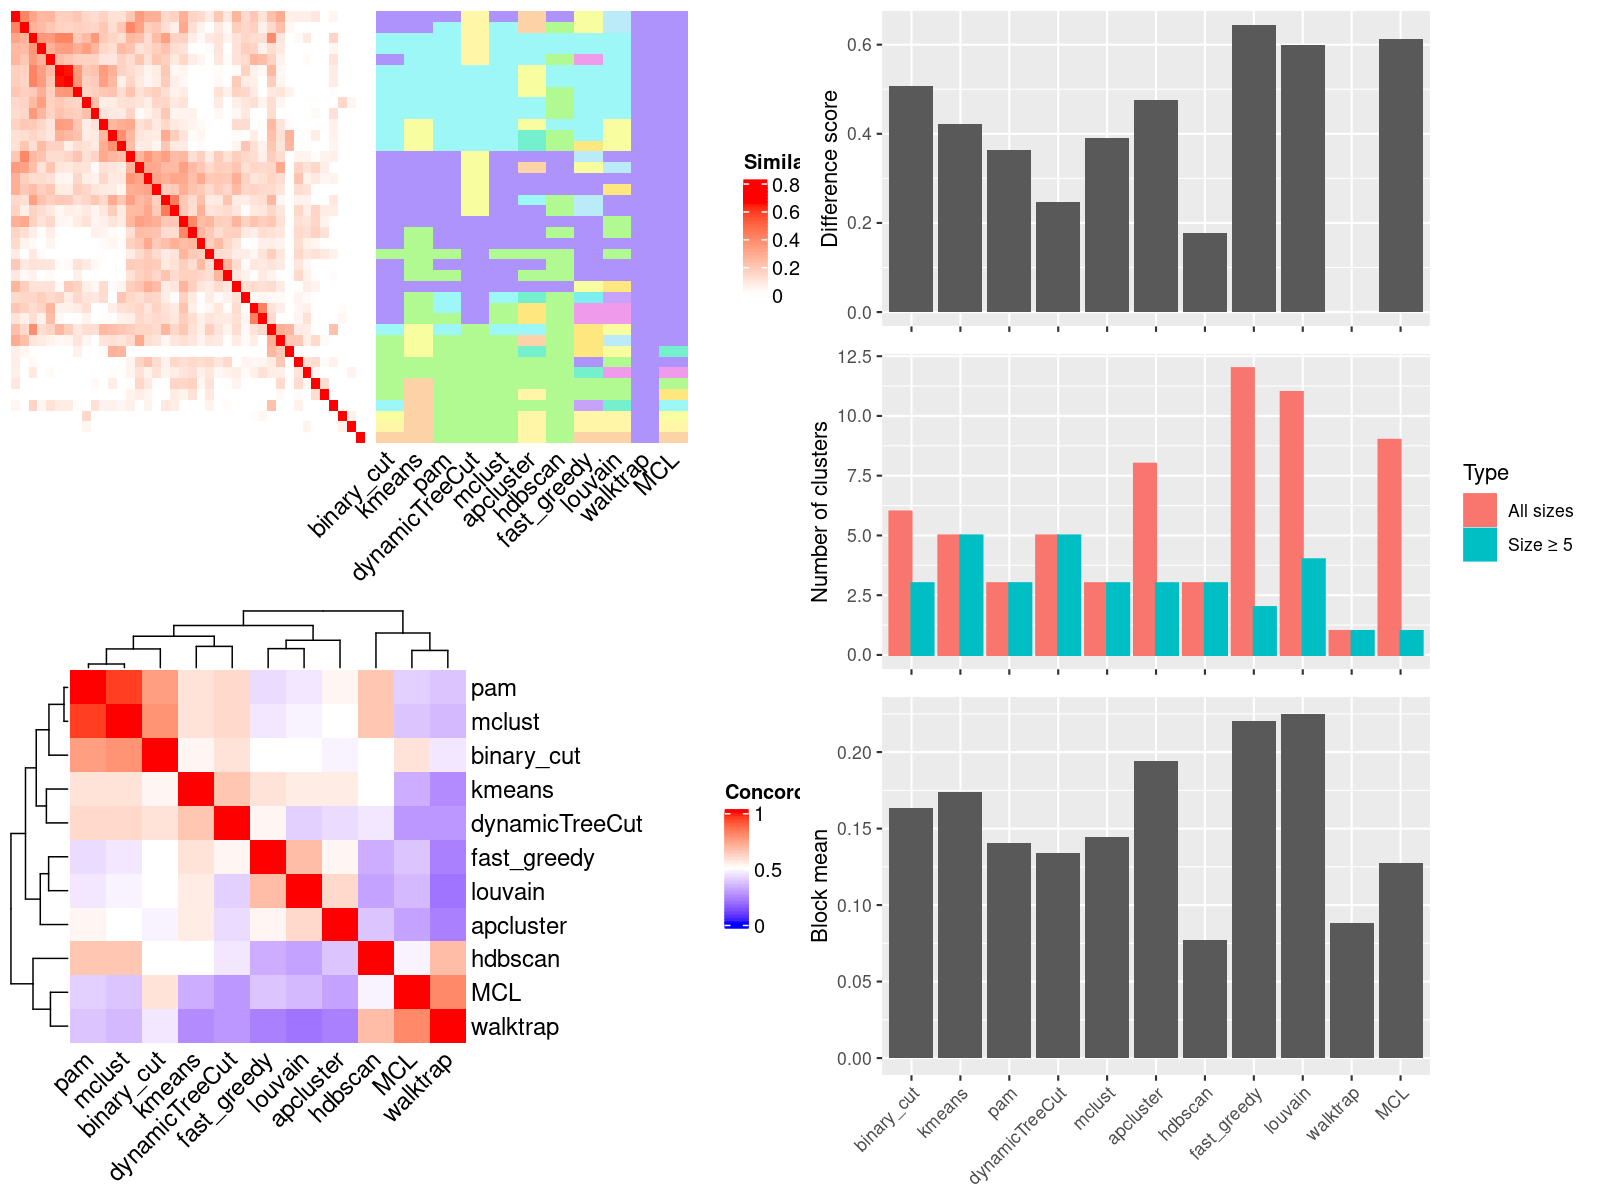 Simila
0.8
0.6
0.4
0.2
0
binary_cut
kmeans
pam
dynamicTreeCut
mclust
apcluster
hdbscan
fast_greedy
louvain
walktrap
MCL
pam
mclust
binary_cut
kmeans
dynamicTreeCut
fast_greedy
louvain
apcluster
hdbscan
MCL
walktrap
pam
mclust
binary_cut
kmeans
dynamicTreeCut
fast_greedy
louvain
apcluster
hdbscan
MCL
walktrap
Concord
1
0.5
0
Difference score
0.6
0.4
0.2
0.0
Number of clusters
12.5
10.0
7.5
5.0
2.5
0.0
Type
All sizes
Size ≥ 5
Block mean
0.20
0.15
0.10
0.05
0.00
binary_cut
kmeans
pam
dynamicTreeCut
mclust
apcluster
hdbscan
fast_greedy
louvain
walktrap
MCL